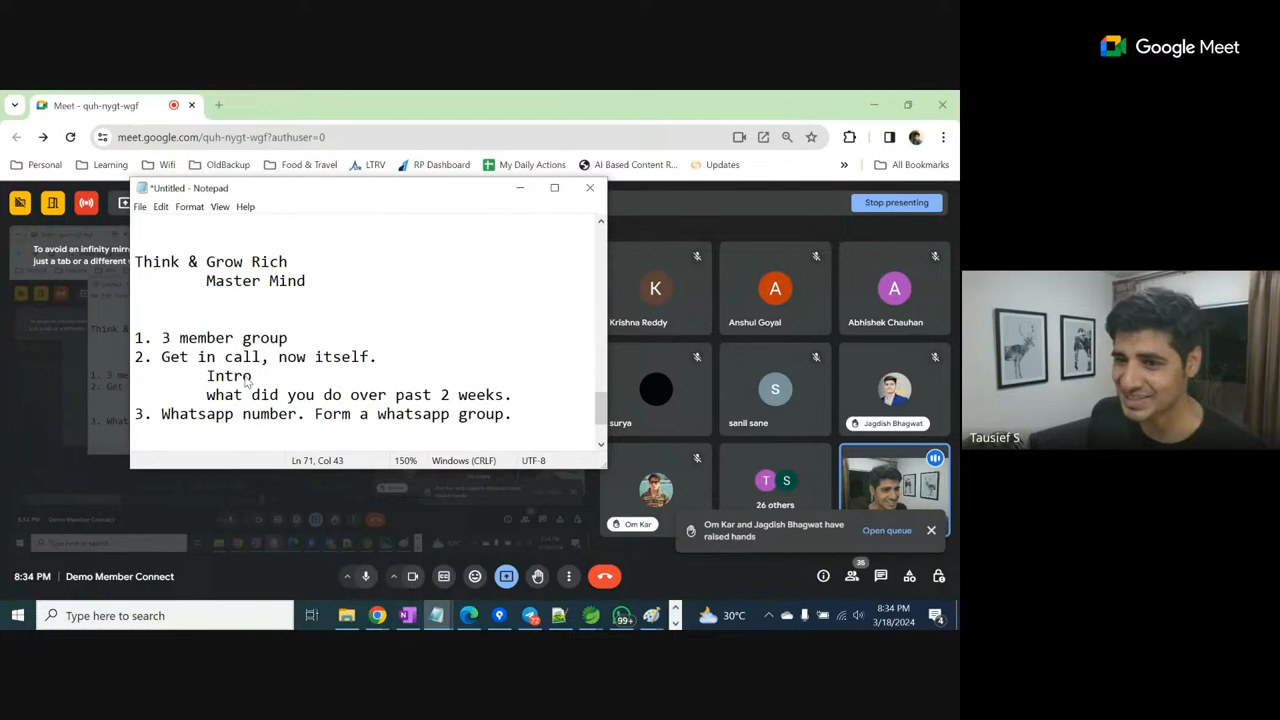 Google Meet
Meet - quh-nygt-wgf
meet.google.com/quh-nygt-wgf?authuser=0
Personal
Learning
Wifi
OldBackup
Food & Travel
LTRV
RP Dashboard
My Daily Actions
AI Based Content R...
Updates
»
All Bookmarks
*Untitled - Notepad
File Edit Format View Help
Stop presenting
To avoid an infinity mirr
just a tab or a different
Think & Grow Rich
Master Mind
1. 3 member group
2. Get in call, now itself.
Intro
what did you do over past 2 weeks.
3. Whatsapp number. Form a whatsapp group.
Ln 71, Col 43
150%
Windows (CRLF)
UTF-8
K
A
A
Krishna Reddy
Anshul Goyal
Abhishek Chauhan
surya
sanil sane
Jagdish Bhagwat
T S
Om Kar
26 others
Om Kar and Jagdish Bhagwat have
raised hands
Open queue
Tausief S
35
8:34 PM
Demo Member Connect
Type here to search
99+
72
30°C
8:34 PM
3/18/2024
4